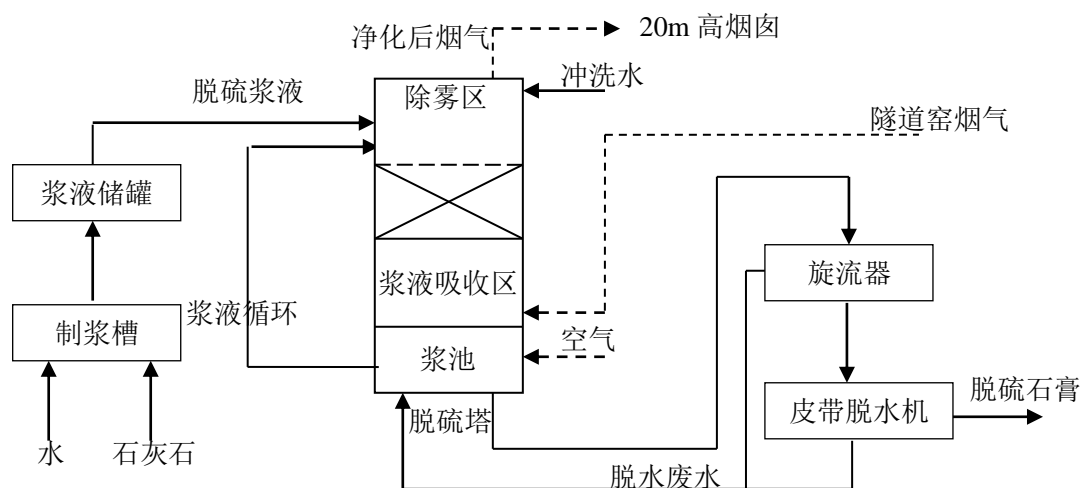 净化后烟气
20m 高烟囱
脱硫浆液
除雾区
冲洗水
隧道窑烟气
浆液储罐
浆液吸收区
旋流器
制浆槽
浆液循环
浆池
空气
皮带脱水机
脱硫石膏
水
石灰石
脱硫塔
脱水废水